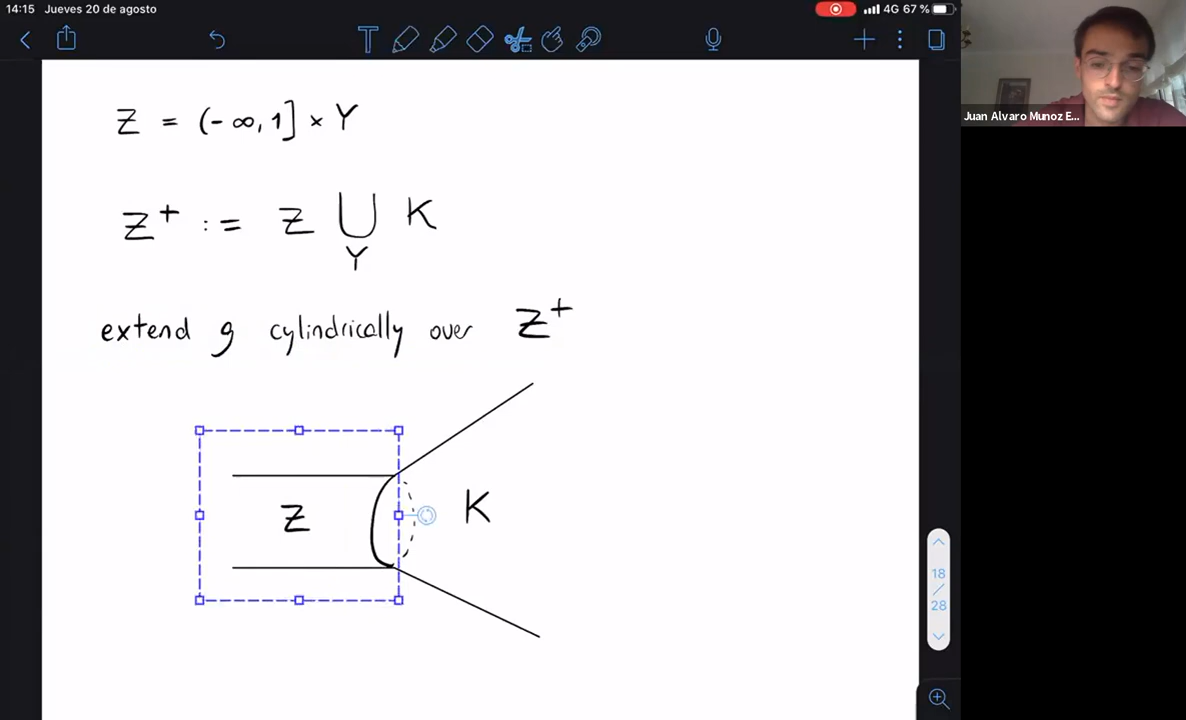 14:15 Jueves 20 de agosto
4G 67 %
Juan Alvaro Munoz E...
Z = (-∞, 1] × Y
Z⁺ := Z ⋃ K
Y
extend g cylindrically over Z⁺
Z
K
18
/
28